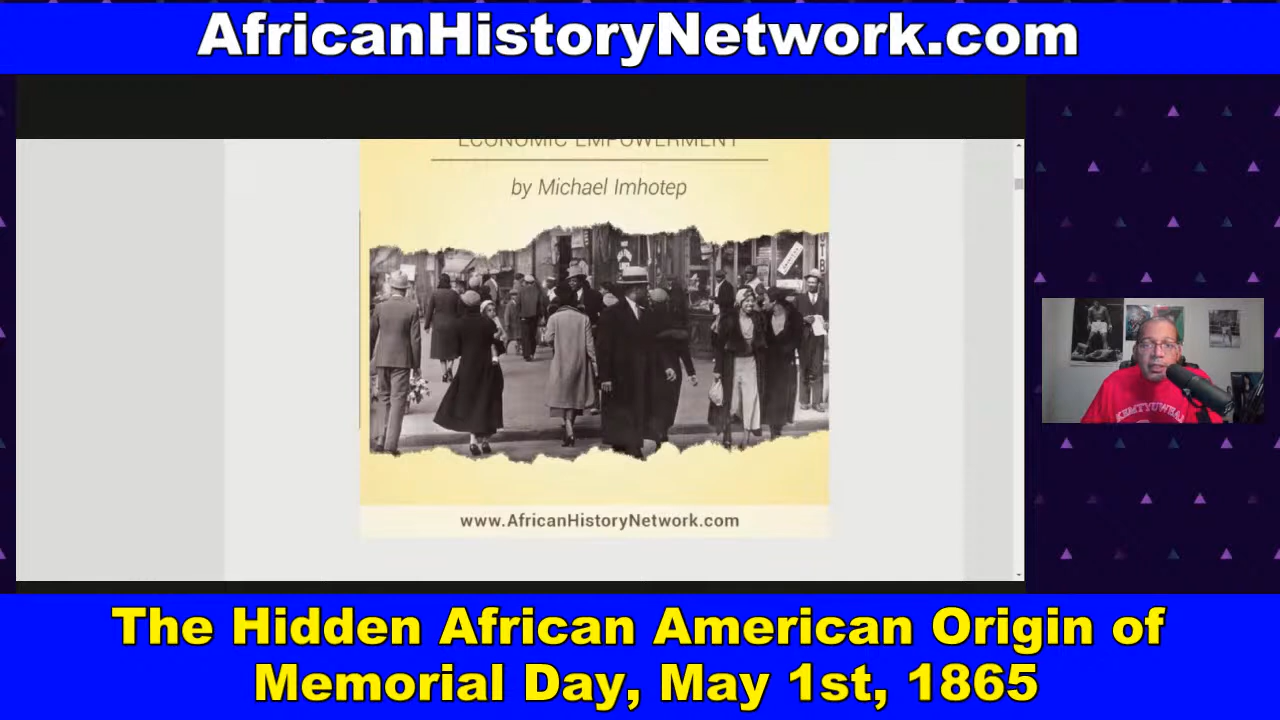 AfricanHistoryNetwork.com
ECONOMIC EMPOWERMENT
by Michael Imhotep
www.AfricanHistoryNetwork.com
KEMTYUWEAR
The Hidden African American Origin of
Memorial Day, May 1st, 1865